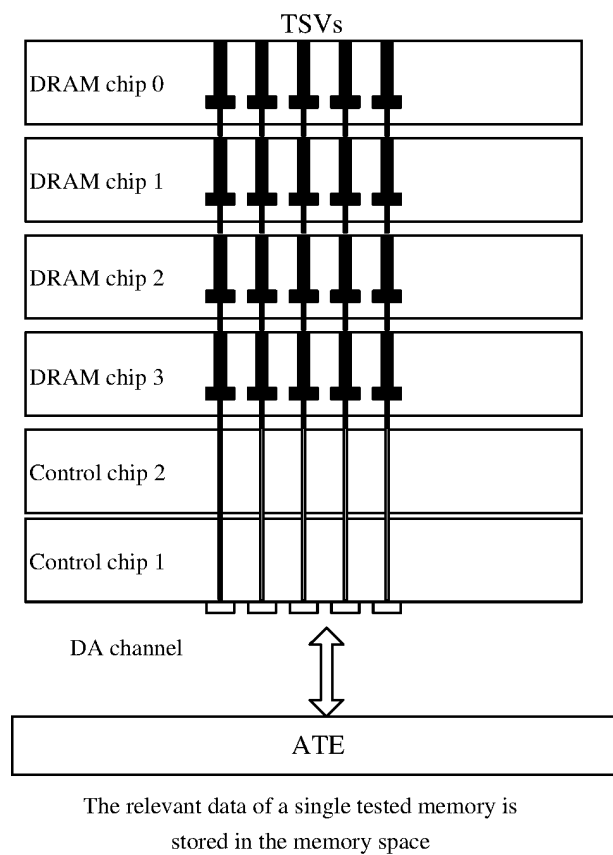 TSVs
DRAM chip 0
DRAM chip 1
DRAM chip 2
DRAM chip 3
Control chip 2
Control chip 1
DA channel
ATE
The relevant data of a single tested memory is
stored in the memory space